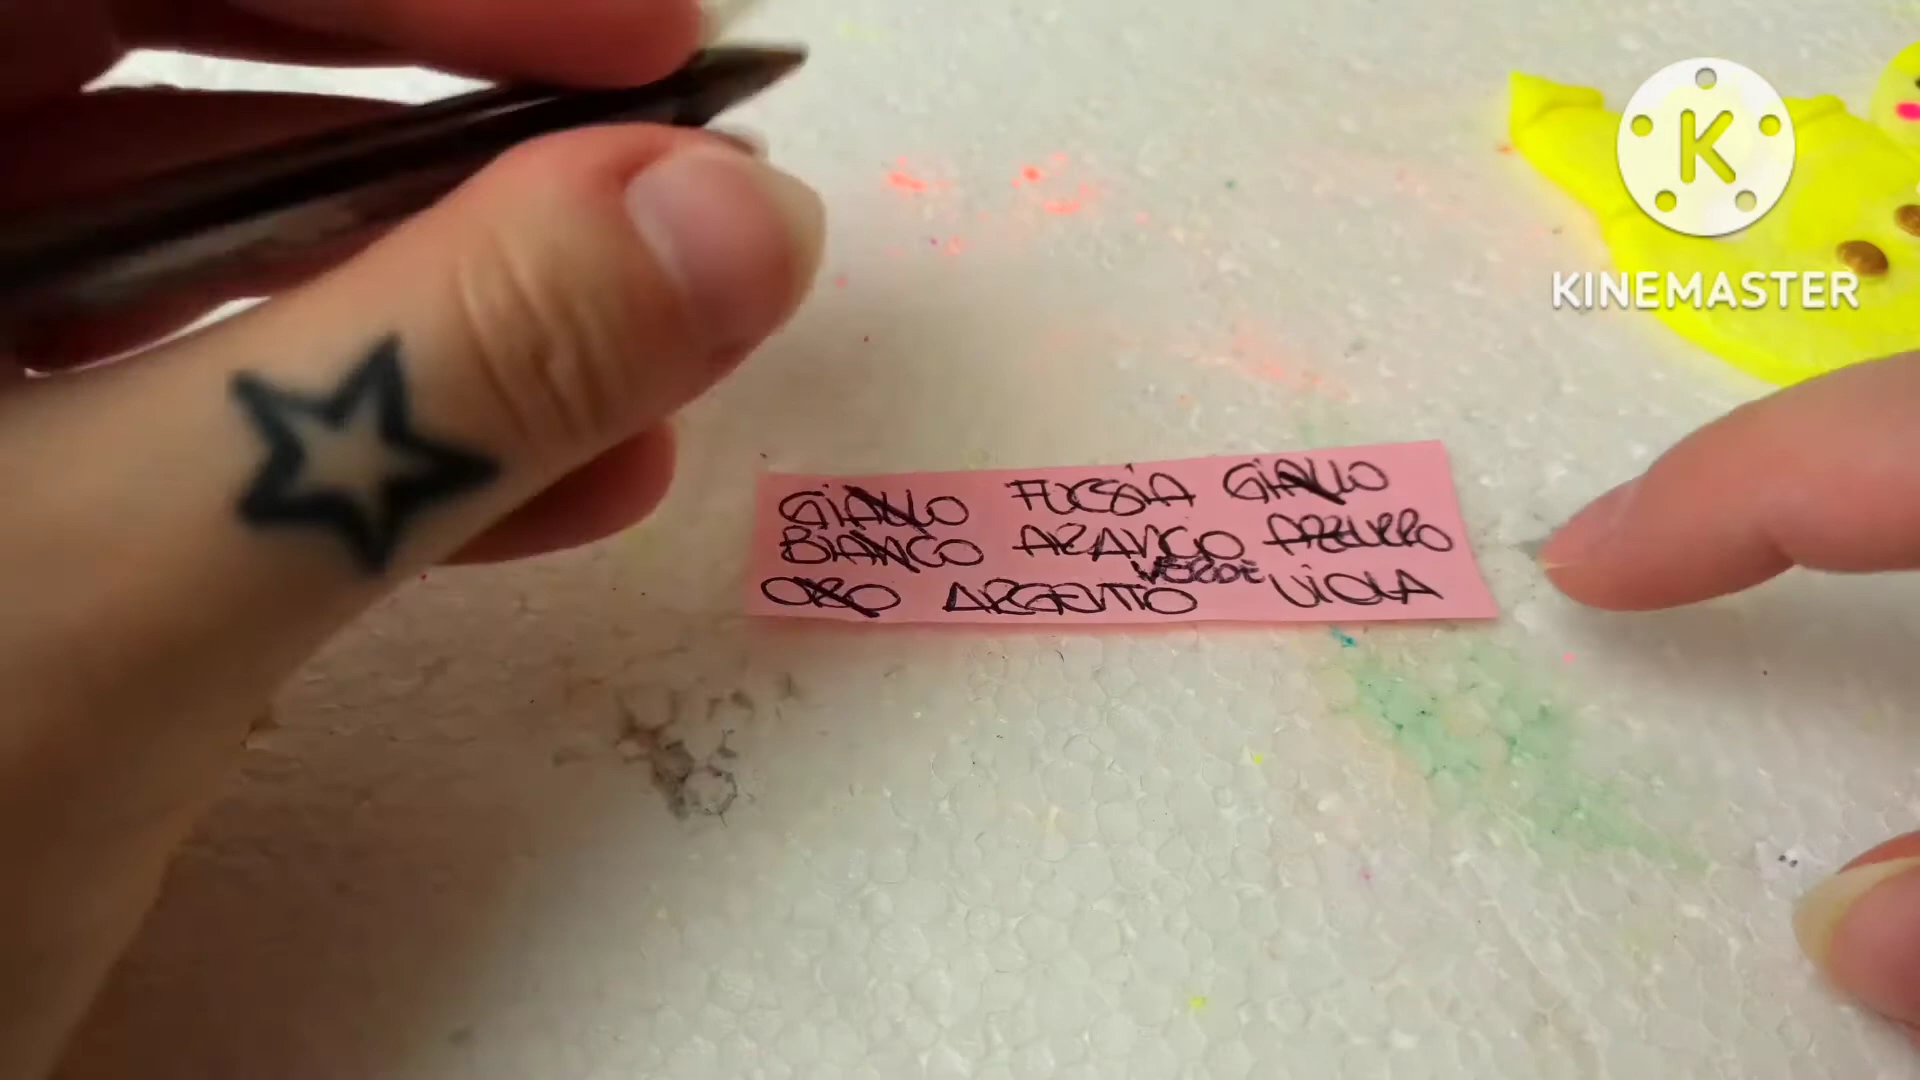 K
KINEMASTER
GIALLO FUCSIA GIALLO
BIANCO ARANCIO AZZURRO
VERDE
ORO ARGENTO VIOLA